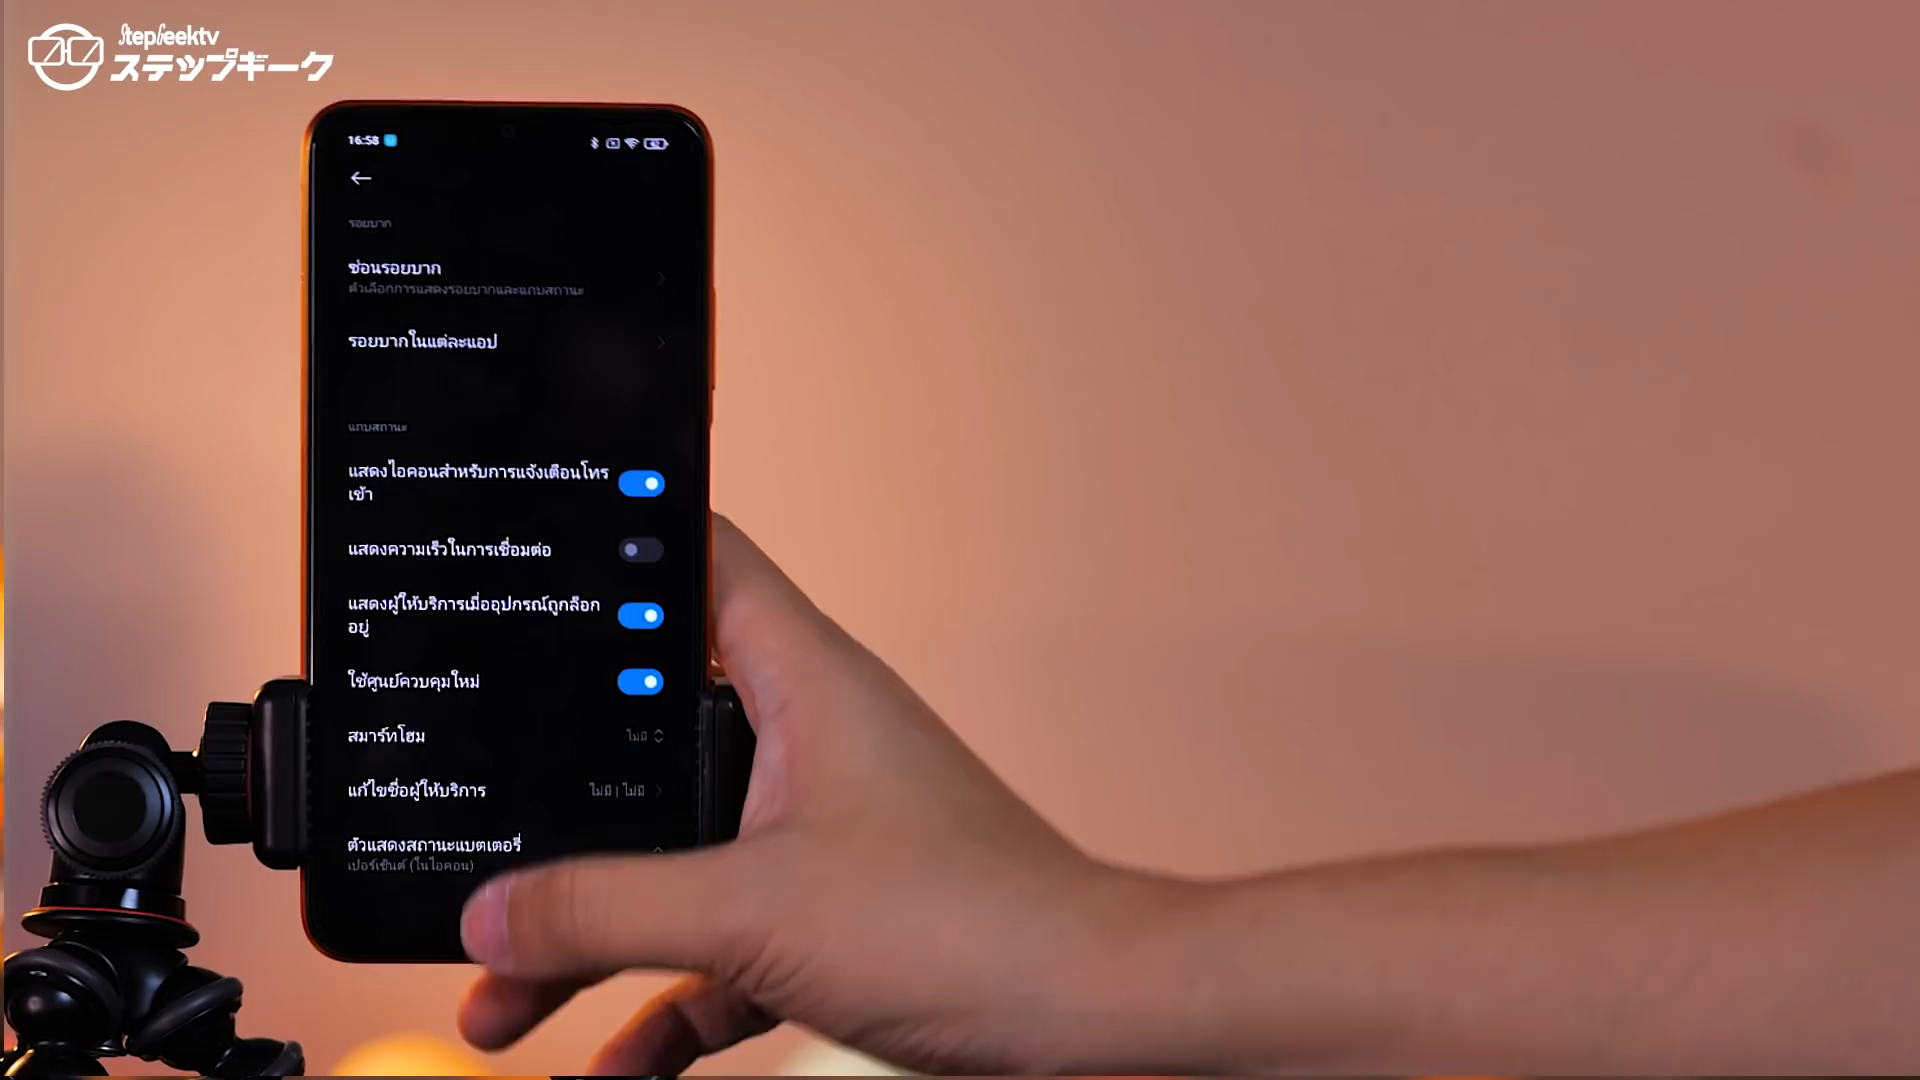 StepGeektv
ステップギーク
16:58
รอยบาก
ซ่อนรอยบาก
ตัวเลือกการแสดงรอยบากและแถบสถานะ
รอยบากในแต่ละแอป
แถบสถานะ
แสดงไอคอนสำหรับการแจ้งเตือนโทร
เข้า
แสดงความเร็วในการเชื่อมต่อ
แสดงผู้ให้บริการเมื่ออุปกรณ์ถูกล็อก
อยู่
ใช้ศูนย์ควบคุมใหม่
สมาร์ทโฮม ไม่มี
แก้ไขชื่อผู้ให้บริการ ไม่มี | ไม่มี
ตัวแสดงสถานะแบตเตอรี่
เปอร์เซ็นต์ (ในไอคอน)